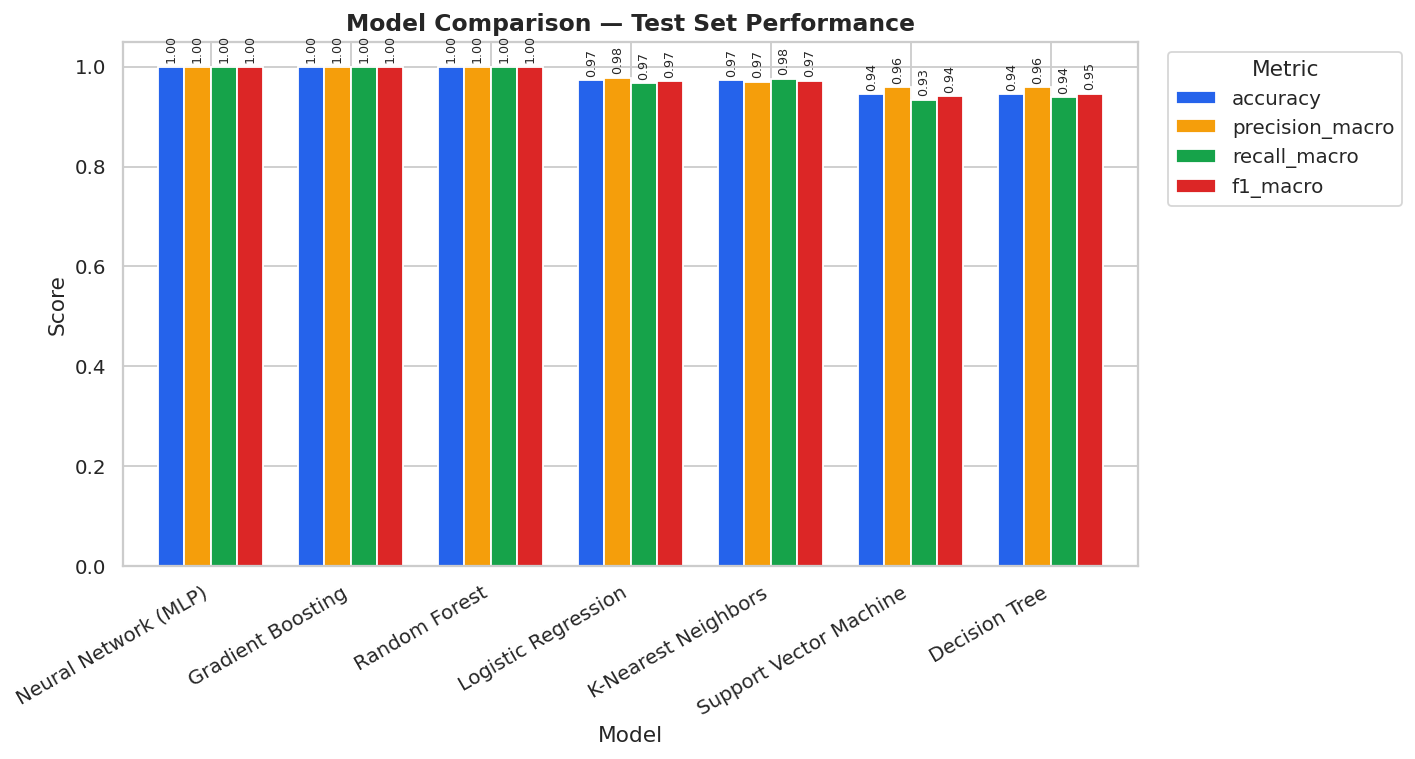 Model Comparison — Test Set Performance
1.00 1.00 1.00 1.00 1.00 1.00 1.00 1.00 1.00 1.00 1.00 1.00 0.97 0.98 0.97 0.97 0.97 0.97 0.98 0.97 0.94 0.96 0.93 0.94 0.94 0.96 0.94 0.95
Metric
accuracy
precision_macro
recall_macro
f1_macro
Score
1.0
0.8
0.6
0.4
0.2
0.0
Neural Network (MLP)
Gradient Boosting
Random Forest
Logistic Regression
K-Nearest Neighbors
Support Vector Machine
Decision Tree
Model